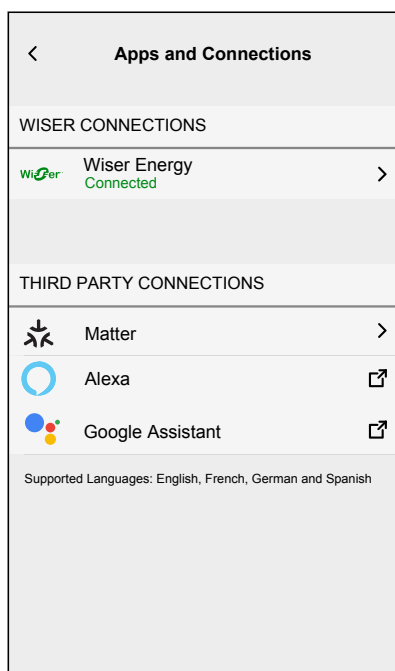 Apps and Connections
WISER CONNECTIONS
Wiser
Wiser Energy
Connected
THIRD PARTY CONNECTIONS
Matter
Alexa
Google Assistant
Supported Languages: English, French, German and Spanish